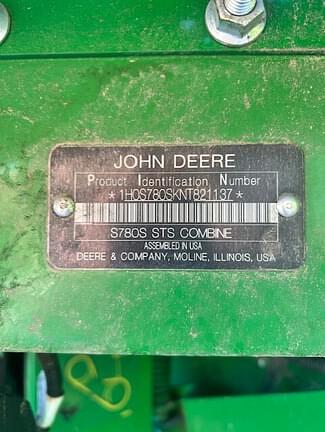 JOHN DEERE
Product Identification Number
*1H0S780SKNT821137*
S780S STS COMBINE
ASSEMBLED IN USA
DEERE & COMPANY, MOLINE, ILLINOIS, USA